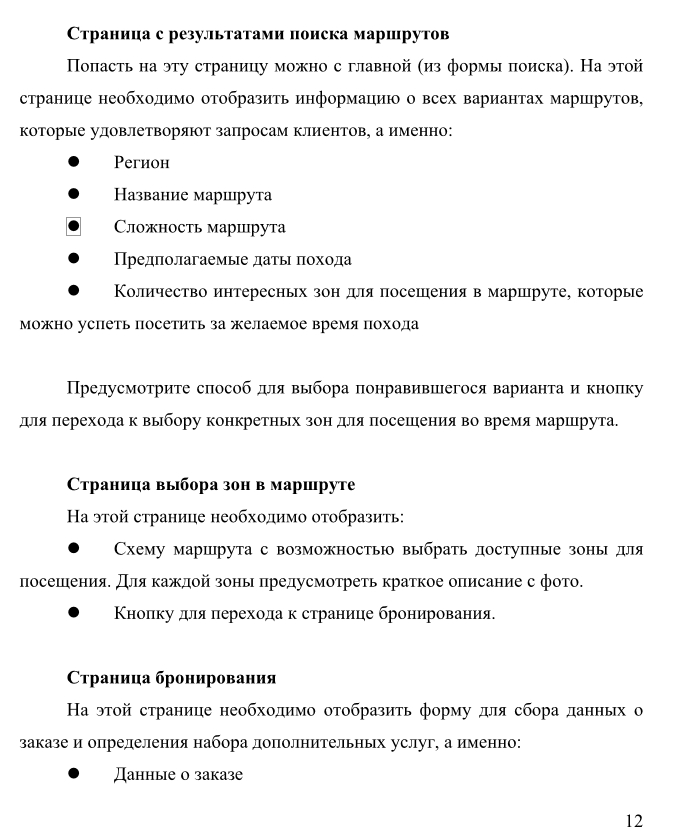 Страница с результатами поиска маршрутов
Попасть на эту страницу можно с главной (из формы поиска). На этой
странице необходимо отобразить информацию о всех вариантах маршрутов,
которые удовлетворяют запросам клиентов, а именно:
● Регион
● Название маршрута
● Сложность маршрута
● Предполагаемые даты похода
● Количество интересных зон для посещения в маршруте, которые
можно успеть посетить за желаемое время похода
Предусмотрите способ для выбора понравившегося варианта и кнопку
для перехода к выбору конкретных зон для посещения во время маршрута.
Страница выбора зон в маршруте
На этой странице необходимо отобразить:
● Схему маршрута с возможностью выбрать доступные зоны для
посещения. Для каждой зоны предусмотреть краткое описание с фото.
● Кнопку для перехода к странице бронирования.
Страница бронирования
На этой странице необходимо отобразить форму для сбора данных о
заказе и определения набора дополнительных услуг, а именно:
● Данные о заказе
12